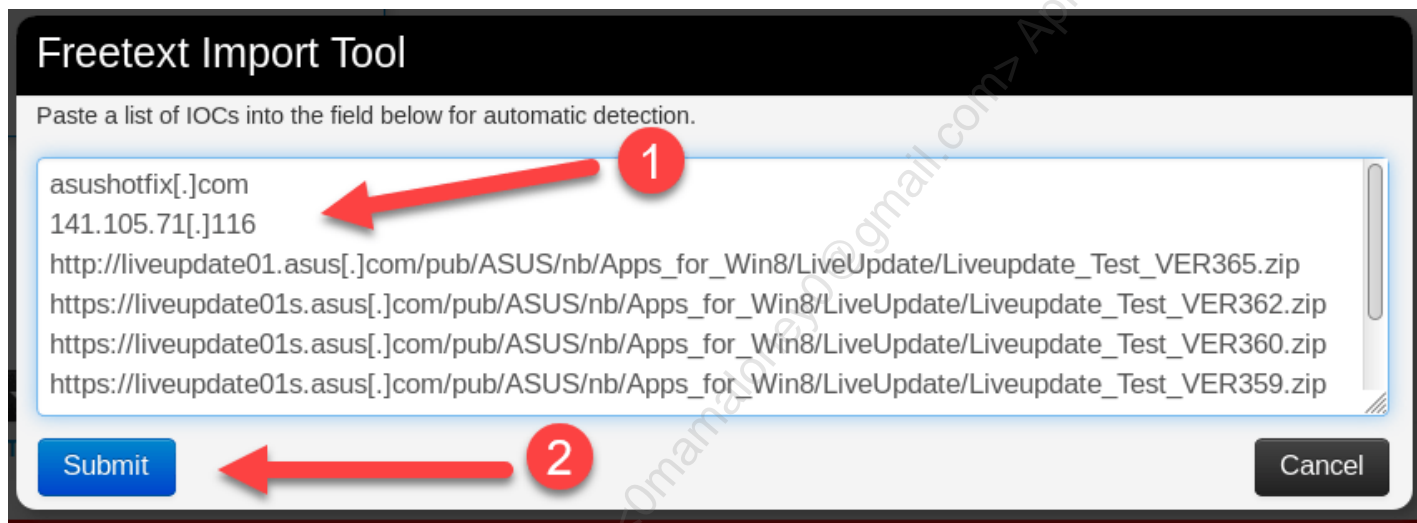 Freetext Import Tool
Paste a list of IOCs into the field below for automatic detection.
1
asushotfix[.]com
141.105.71[.]116
http://liveupdate01.asus[.]com/pub/ASUS/nb/Apps_for_Win8/LiveUpdate/Liveupdate_Test_VER365.zip
https://liveupdate01s.asus[.]com/pub/ASUS/nb/Apps_for_Win8/LiveUpdate/Liveupdate_Test_VER362.zip
https://liveupdate01s.asus[.]com/pub/ASUS/nb/Apps_for_Win8/LiveUpdate/Liveupdate_Test_VER360.zip
https://liveupdate01s.asus[.]com/pub/ASUS/nb/Apps_for_Win8/LiveUpdate/Liveupdate_Test_VER359.zip
Submit
2
Cancel